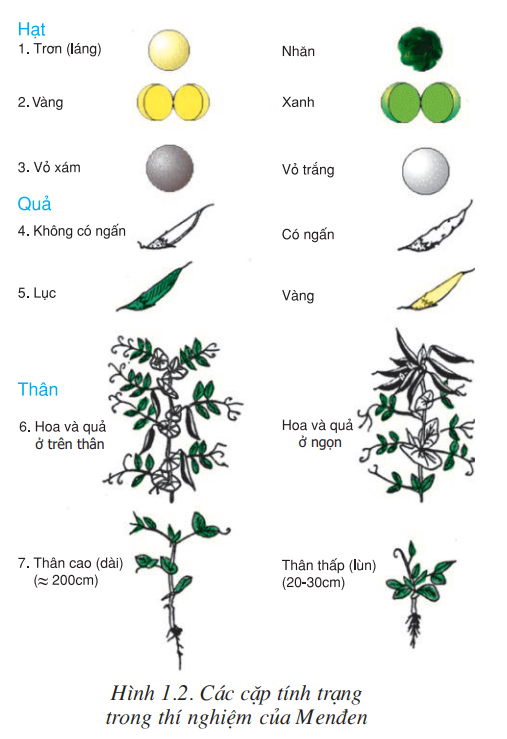 Hạt
1. Trơn (láng)
Nhăn
2. Vàng
Xanh
3. Vỏ xám
Vỏ trắng
Quả
4. Không có ngấn
Có ngấn
5. Lục
Vàng
Thân
6. Hoa và quả
ở trên thân
Hoa và quả
ở ngọn
7. Thân cao (dài)
(≈ 200cm)
Thân thấp (lùn)
(20-30cm)
Hình 1.2. Các cặp tính trạng
trong thí nghiệm của Menđen